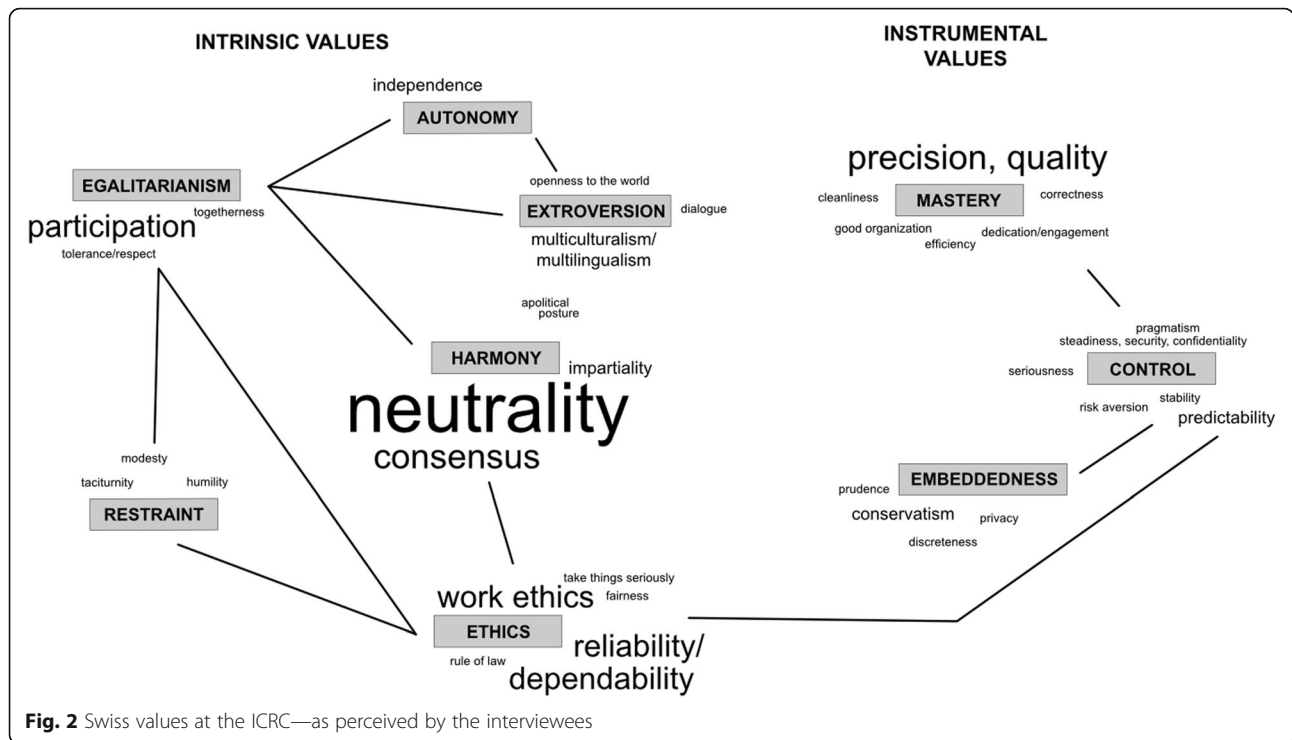 INTRINSIC VALUES
INSTRUMENTAL
VALUES
independence
AUTONOMY
EGALITARIANISM
togetherness
participation
tolerance/respect
openness to the world
EXTROVERSION
dialogue
multiculturalism/
multilingualism
apolitical
posture
HARMONY
impartiality
neutrality
consensus
modesty
taciturnity
humility
RESTRAINT
take things seriously
work ethics
fairness
ETHICS
reliability/
rule of law
dependability
precision, quality
cleanliness
MASTERY
correctness
good organization
dedication/engagement
efficiency
pragmatism
steadiness, security, confidentiality
seriousness
CONTROL
stability
risk aversion
predictability
EMBEDDEDNESS
prudence
conservatism
privacy
discreteness
Fig. 2 Swiss values at the ICRC—as perceived by the interviewees